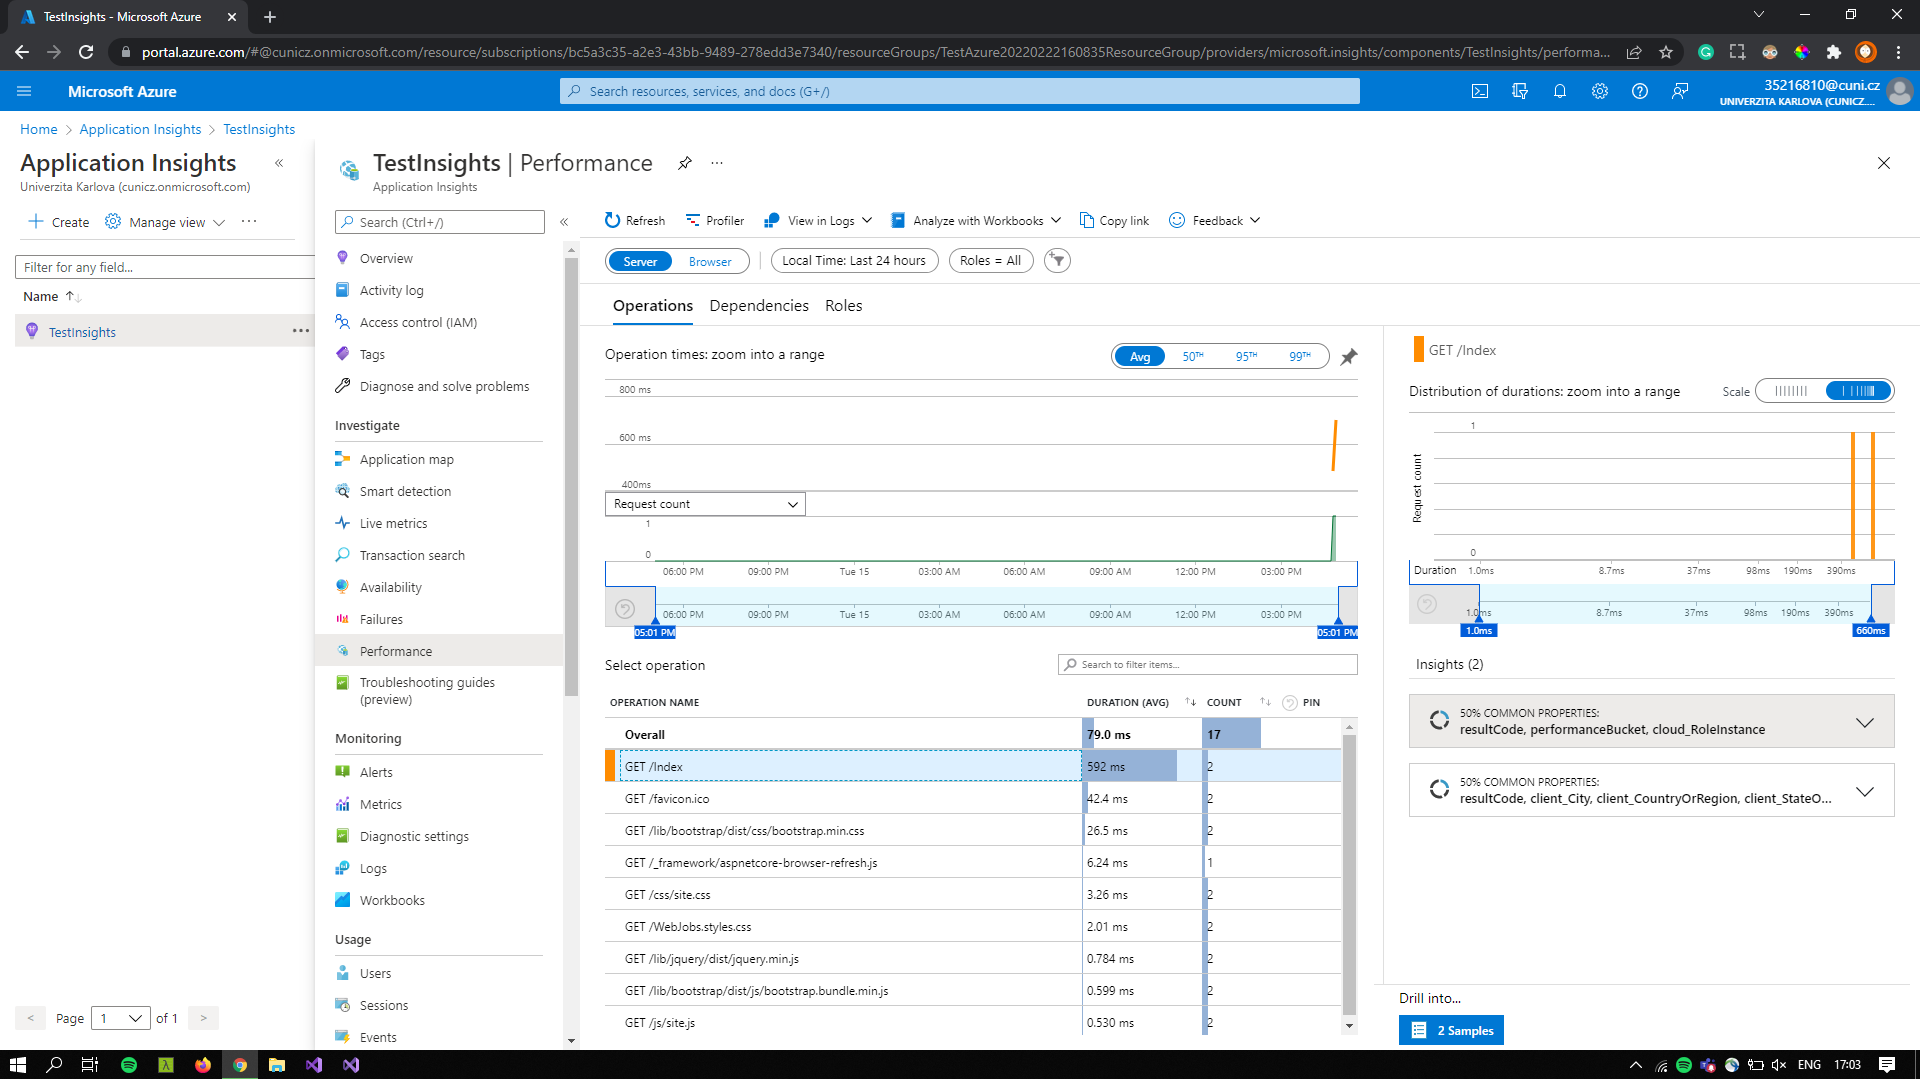 TestInsights - Microsoft Azure
portal.azure.com/#@cunicz.onmicrosoft.com/resource/subscriptions/bc5a3c35-a2e3-43bb-9489-278edd3e7340/resourceGroups/TestAzure20220222160835ResourceGroup/providers/microsoft.insights/components/TestInsights/performa...
Microsoft Azure
Search resources, services, and docs (G+/)
35216810@cuni.cz
UNIVERZITA KARLOVA (CUNICZ....
Home > Application Insights > TestInsights
Application Insights
Univerzita Karlova (cunicz.onmicrosoft.com)
Create
Manage view
Filter for any field...
Name
TestInsights
< Page 1 of 1 >
TestInsights | Performance
Application Insights
Search (Ctrl+/)
Overview
Activity log
Access control (IAM)
Tags
Diagnose and solve problems
Investigate
Application map
Smart detection
Live metrics
Transaction search
Availability
Failures
Performance
Troubleshooting guides
(preview)
Monitoring
Alerts
Metrics
Diagnostic settings
Logs
Workbooks
Usage
Users
Sessions
Events
Refresh Profiler View in Logs Analyze with Workbooks Copy link Feedback
Server Browser Local Time: Last 24 hours Roles = All
Operations Dependencies Roles
Operation times: zoom into a range
Avg 50TH 95TH 99TH
800 ms
600 ms
400ms
Request count
1
0
06:00 PM 09:00 PM Tue 15 03:00 AM 06:00 AM 09:00 AM 12:00 PM 03:00 PM
06:00 PM 09:00 PM Tue 15 03:00 AM 06:00 AM 09:00 AM 12:00 PM 03:00 PM
05:01 PM 05:01 PM
Select operation
Search to filter items...
OPERATION NAME DURATION (AVG) COUNT PIN
Overall 79.0 ms 17
GET /Index 592 ms 2
GET /favicon.ico 42.4 ms 2
GET /lib/bootstrap/dist/css/bootstrap.min.css 26.5 ms 2
GET /_framework/aspnetcore-browser-refresh.js 6.24 ms 1
GET /css/site.css 3.26 ms 2
GET /WebJobs.styles.css 2.01 ms 2
GET /lib/jquery/dist/jquery.min.js 0.784 ms 2
GET /lib/bootstrap/dist/js/bootstrap.bundle.min.js 0.599 ms 2
GET /js/site.js 0.530 ms 2
GET /Index
Distribution of durations: zoom into a range
Scale
Request count
1
0
Duration 1.0ms 8.7ms 37ms 98ms 190ms 390ms
1.0ms 8.7ms 37ms 98ms 190ms 390ms
1.0ms 660ms
Insights (2)
50% COMMON PROPERTIES:
resultCode, performanceBucket, cloud_RoleInstance
50% COMMON PROPERTIES:
resultCode, client_City, client_CountryOrRegion, client_StateO...
Drill into...
2 Samples
ENG 17:03